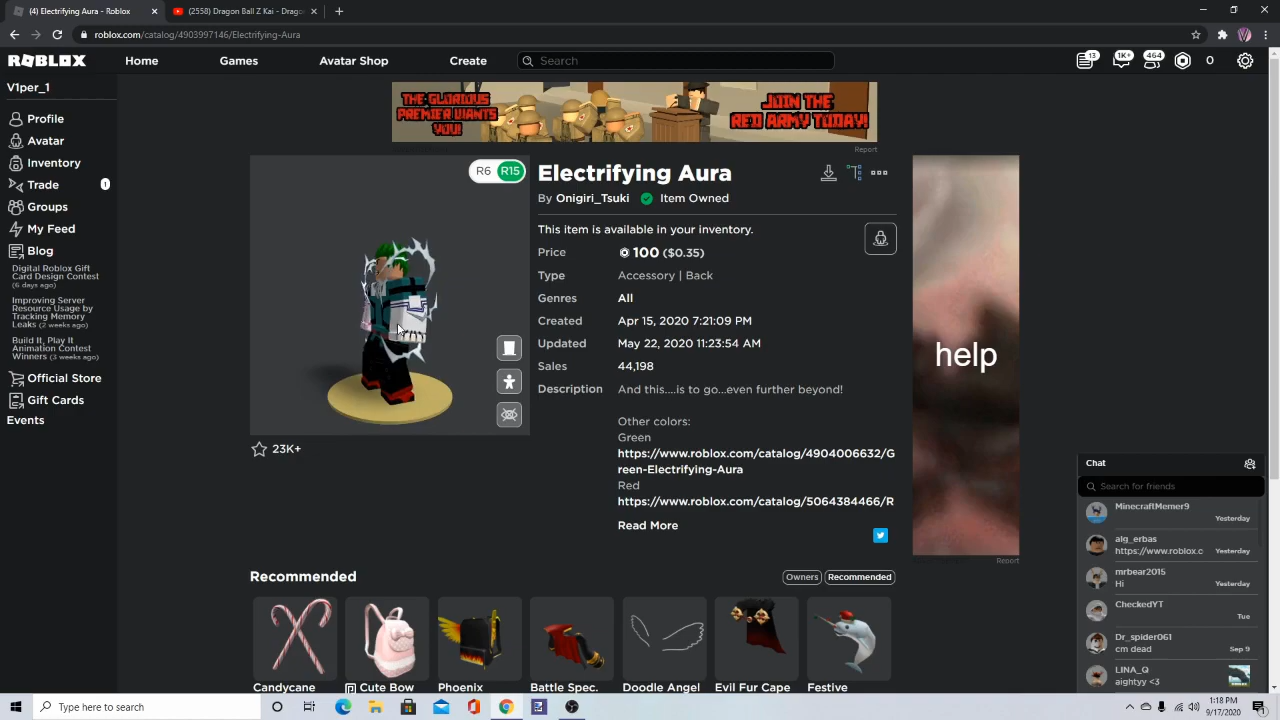 (4) Electrifying Aura - Roblox
(2558) Dragon Ball Z Kai - Drago
roblox.com/catalog/4903997146/Electrifying-Aura
ROBLOX
Home
Games
Avatar Shop
Create
Search
13
1K+
464
0
V1per_1
Profile
Avatar
Inventory
Trade
1
Groups
My Feed
Blog
Digital Roblox Gift
Card Design Contest
(6 days ago)
Improving Server
Resource Usage by
Tracking Memory
Leaks (2 weeks ago)
Build It, Play It
Animation Contest
Winners (3 weeks ago)
Official Store
Gift Cards
Events
THE GLORIOUS
PREMIER WANTS
YOU!
JOIN THE
RED ARMY TODAY!
Report
R6 R15
Electrifying Aura
By Onigiri_Tsuki Item Owned
This item is available in your inventory.
Price 100 ($0.35)
Type Accessory | Back
Genres All
Created Apr 15, 2020 7:21:09 PM
Updated May 22, 2020 11:23:54 AM
Sales 44,198
Description And this....is to go...even further beyond!
Other colors:
Green
https://www.roblox.com/catalog/4904006632/G
reen-Electrifying-Aura
Red
https://www.roblox.com/catalog/5064384466/R
Read More
23K+
help
Report
Recommended
Owners
Recommended
Candycane
Cute Bow
Phoenix
Battle Spec.
Doodle Angel
Evil Fur Cape
Festive
Chat
Search for friends
MinecraftMemer9
Yesterday
alg_erbas
https://www.roblox.c Yesterday
mrbear2015
Hi Yesterday
CheckedYT
Tue
Dr_spider061
cm dead Sep 9
LINA_Q
aightyy <3
Type here to search
1:18 PM
9/17/2020
1